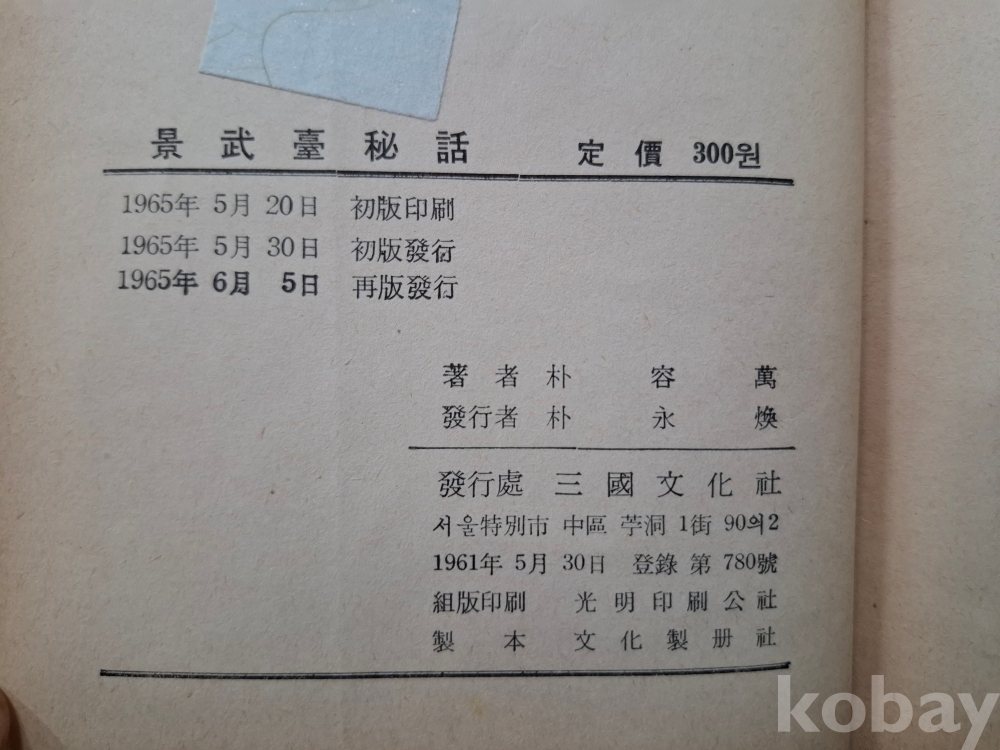 景武臺秘話 定價 300원
1965年 5月 20日 初版印刷
1965年 5月 30日 初版發行
1965年 6月 5日 再版發行
著者 朴容萬
發行者 朴永煥
發行處 三國文化社
서울特別市 中區 苧洞 1街 90의2
1961年 5月 30日 登錄 第 780號
組版印刷 光明印刷公社
製本 文化製册社
kobay